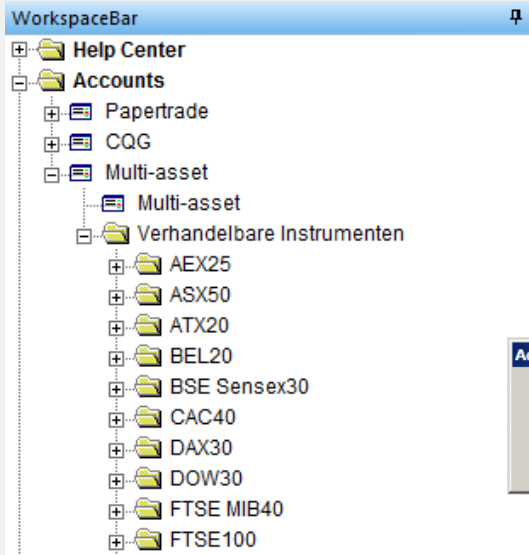 WorkspaceBar
Help Center
Accounts
Papertrade
CQG
Multi-asset
Multi-asset
Verhandelbare Instrumenten
AEX25
ASX50
ATX20
BEL20
Ac
BSE Sensex30
CAC40
DAX30
DOW30
FTSE MIB40
FTSE100